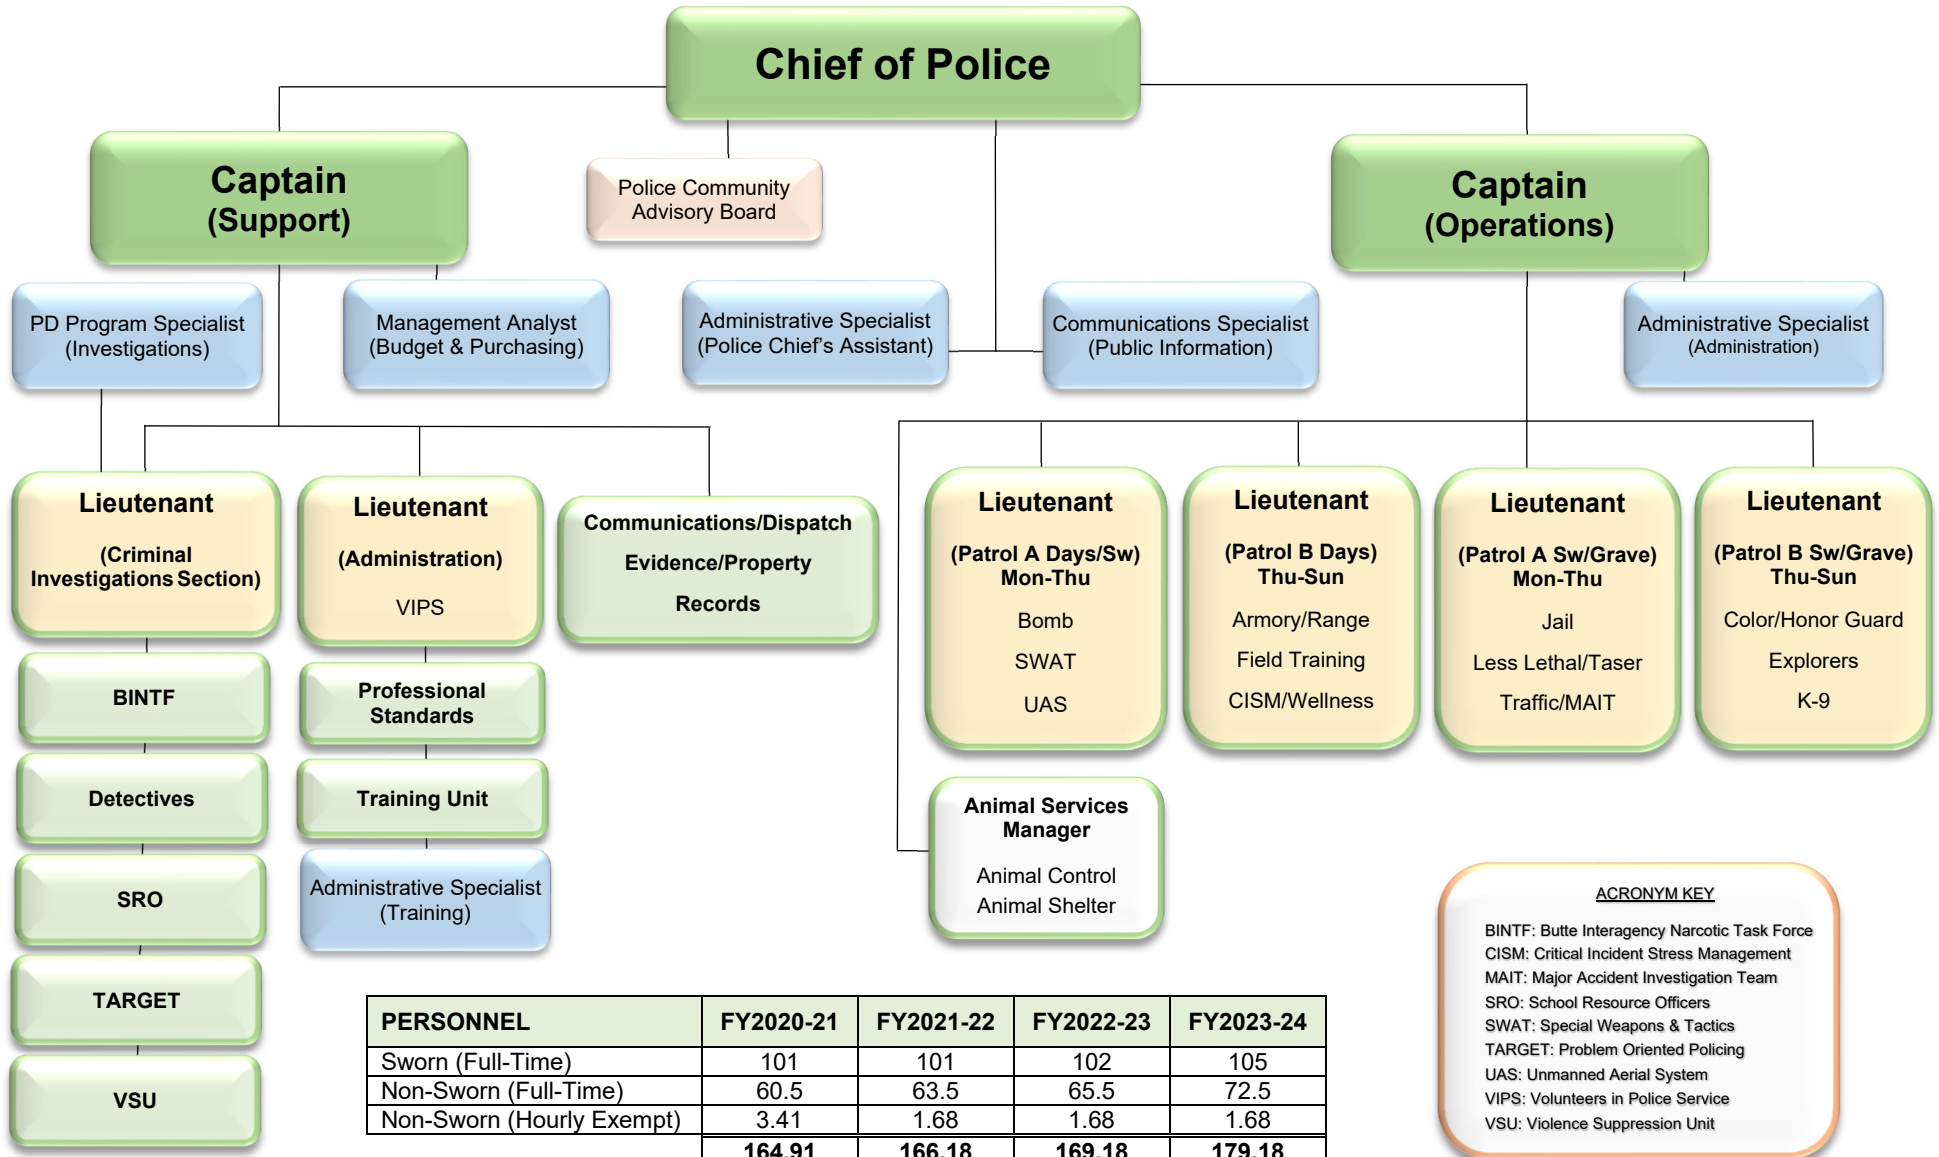 Chief of Police
Captain
(Support)
Police Community
Advisory Board
Captain
(Operations)
PD Program Specialist
(Investigations)
Management Analyst
(Budget & Purchasing)
Administrative Specialist
(Police Chief's Assistant)
Communications Specialist
(Public Information)
Administrative Specialist
(Administration)
Lieutenant
(Criminal
Investigations Section)
BINTF
Detectives
SRO
TARGET
VSU
Lieutenant
(Administration)
VIPS
Professional
Standards
Training Unit
Administrative Specialist
(Training)
Communications/Dispatch
Evidence/Property
Records
Lieutenant
(Patrol A Days/Sw)
Mon-Thu
Bomb
SWAT
UAS
Lieutenant
(Patrol B Days)
Thu-Sun
Armory/Range
Field Training
CISM/Wellness
Lieutenant
(Patrol A Sw/Grave)
Mon-Thu
Jail
Less Lethal/Taser
Traffic/MAIT
Lieutenant
(Patrol B Sw/Grave)
Thu-Sun
Color/Honor Guard
Explorers
K-9
Animal Services
Manager
Animal Control
Animal Shelter
PERSONNEL FY2020-21 FY2021-22 FY2022-23 FY2023-24
Sworn (Full-Time) 101 101 102 105
Non-Sworn (Full-Time) 60.5 63.5 65.5 72.5
Non-Sworn (Hourly Exempt) 3.41 1.68 1.68 1.68
164.91 166.18 169.18 179.18
ACRONYM KEY
BINTF: Butte Interagency Narcotic Task Force
CISM: Critical Incident Stress Management
MAIT: Major Accident Investigation Team
SRO: School Resource Officers
SWAT: Special Weapons & Tactics
TARGET: Problem Oriented Policing
UAS: Unmanned Aerial System
VIPS: Volunteers in Police Service
VSU: Violence Suppression Unit